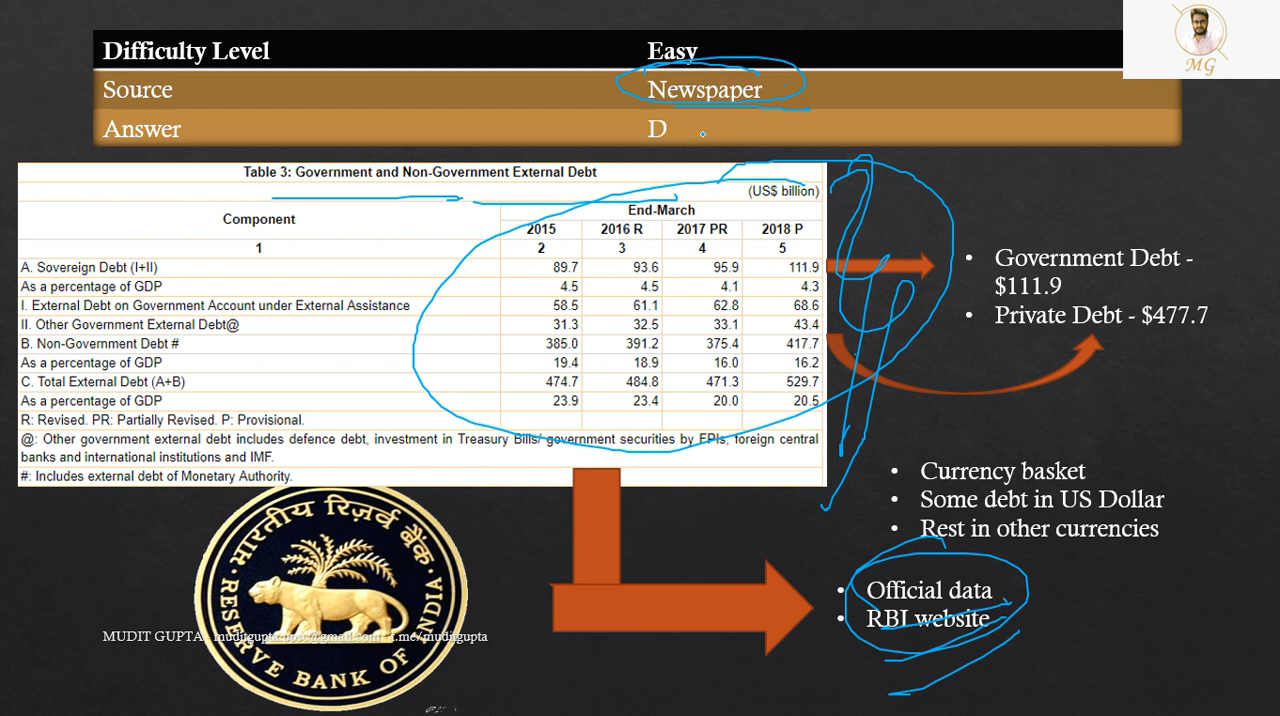 MG
Difficulty Level Easy
Source Newspaper
Answer D
Table 3: Government and Non-Government External Debt
(US$ billion)
Component End-March
2015 2016 R 2017 PR 2018 P
1 2 3 4 5
A. Sovereign Debt (I+II) 89.7 93.6 95.9 111.9
As a percentage of GDP 4.5 4.5 4.1 4.3
I. External Debt on Government Account under External Assistance 58.5 61.1 62.8 68.6
II. Other Government External Debt@ 31.3 32.5 33.1 43.4
B. Non-Government Debt # 385.0 391.2 375.4 417.7
As a percentage of GDP 19.4 18.9 16.0 16.2
C. Total External Debt (A+B) 474.7 484.8 471.3 529.7
As a percentage of GDP 23.9 23.4 20.0 20.5
R: Revised. PR: Partially Revised. P: Provisional.
@: Other government external debt includes defence debt, investment in Treasury Bills/ government securities by FPIs, foreign central
banks and international institutions and IMF.
#: Includes external debt of Monetary Authority.
• Government Debt -
$111.9
• Private Debt - $477.7
• Currency basket
• Some debt in US Dollar
• Rest in other currencies
• Official data
• RBI website
भारतीय रिज़र्व बैंक
RESERVE BANK OF INDIA
MUDIT GUPTA - muditgupta.upsc@gmail.com t.me/muditgupta